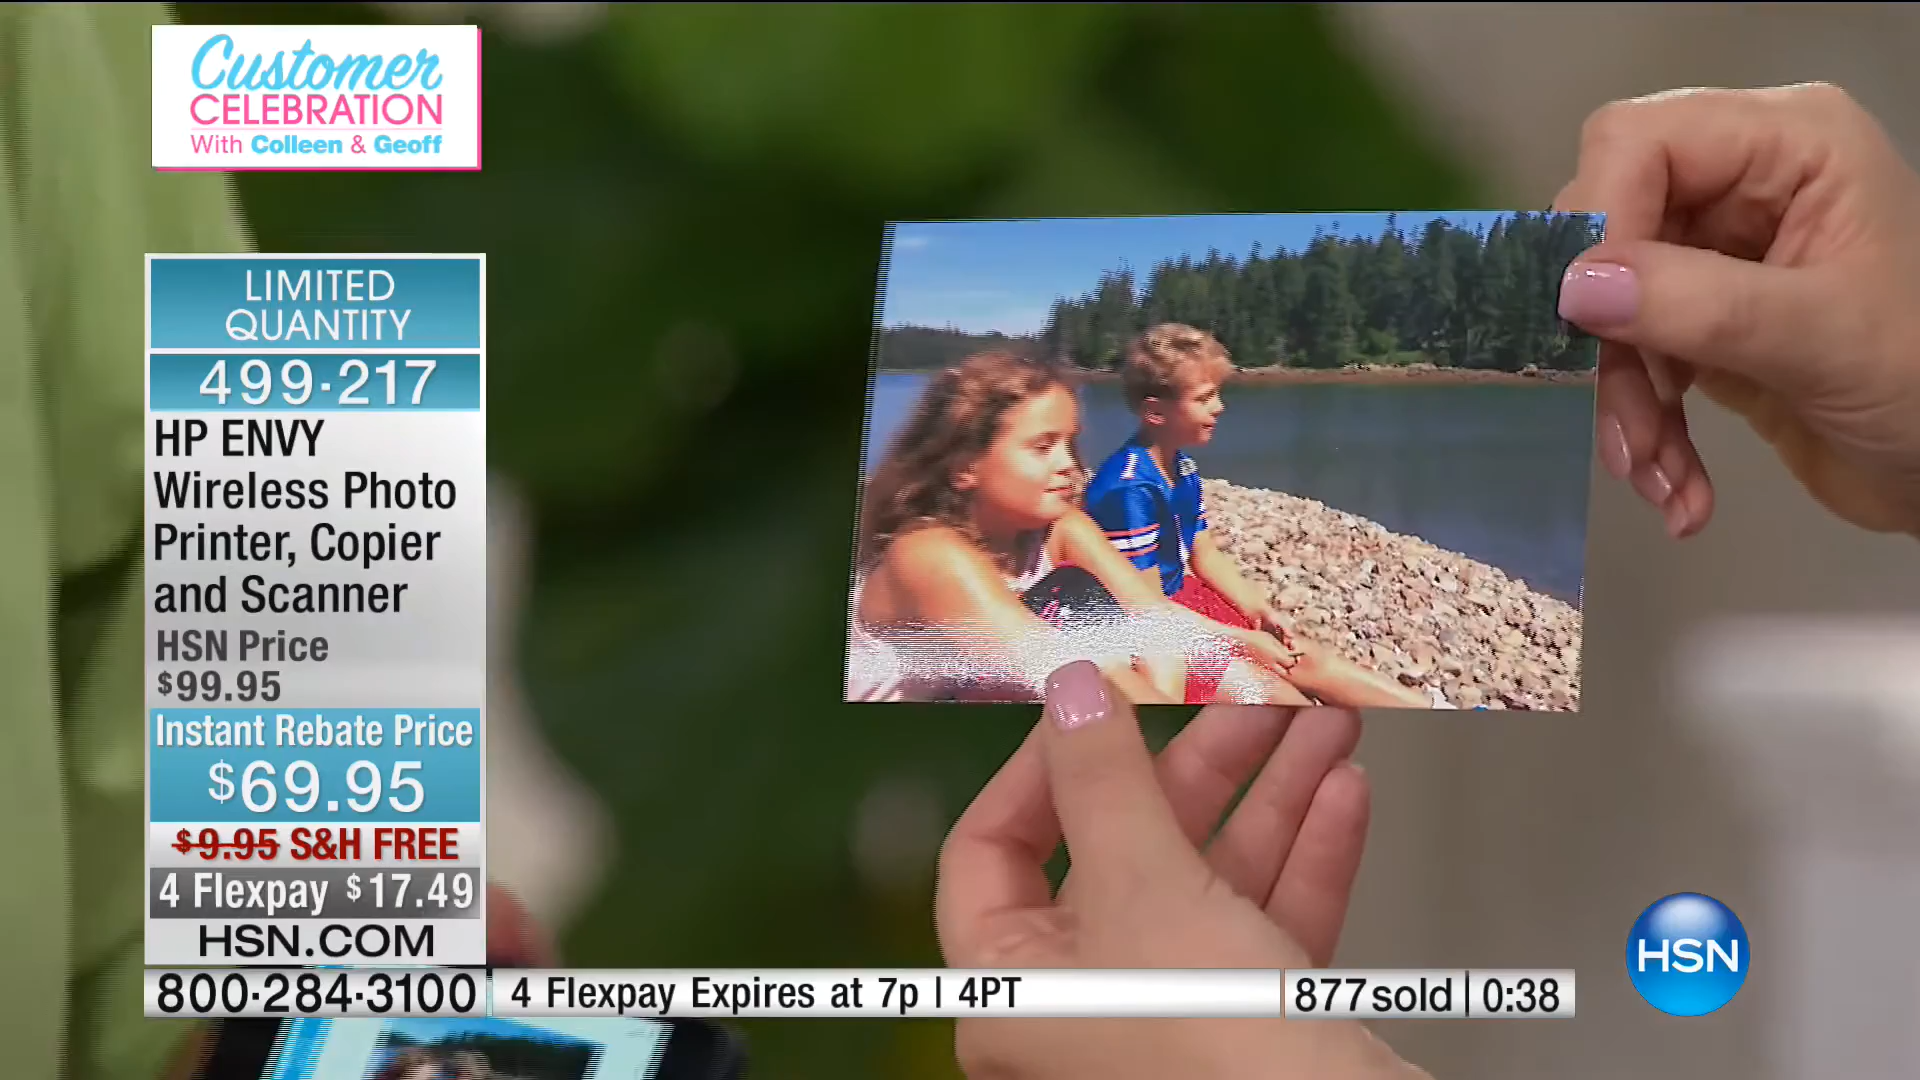 Customer
CELEBRATION
With Colleen & Geoff
LIMITED
QUANTITY
499·217
HP ENVY
Wireless Photo
Printer, Copier
and Scanner
HSN Price
$99.95
Instant Rebate Price
$69.95
$9.95 S&H FREE
4 Flexpay $17.49
HSN.COM
800·284·3100
4 Flexpay Expires at 7p | 4PT
877 sold | 0:38
HSN